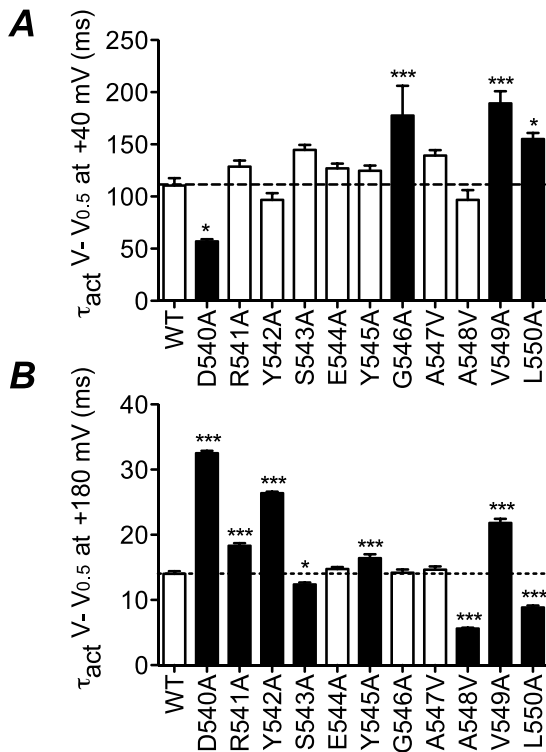 A
τact V- V0.5 at +40 mV (ms)
250
200
150
100
50
0
*
***
***
*
WT
D540A
R541A
Y542A
S543A
E544A
Y545A
G546A
A547V
A548V
V549A
L550A
B
τact V- V0.5 at +180 mV (ms)
40
30
20
10
0
***
***
***
*
***
***
***
***
WT
D540A
R541A
Y542A
S543A
E544A
Y545A
G546A
A547V
A548V
V549A
L550A